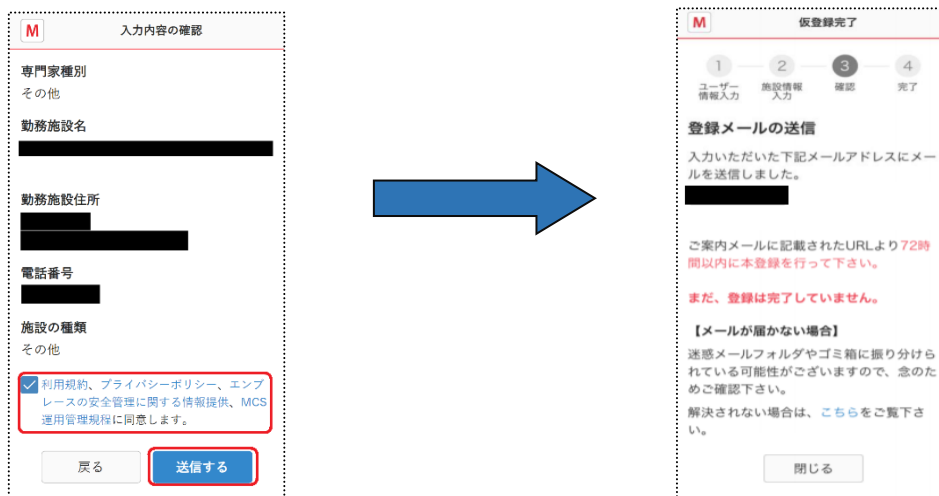 M
入力内容の確認
専門家種別
その他
勤務施設名
勤務施設住所
電話番号
施設の種類
その他
利用規約、プライバシーポリシー、エンブ
レースの安全管理に関する情報提供、MCS
運用管理規程に同意します。
戻る
送信する
M
仮登録完了
1
2
3
4
ユーザー
情報入力
施設情報
入力
確認
完了
登録メールの送信
入力いただいた下記メールアドレスにメー
ルを送信しました。
ご案内メールに記載されたURLより72時
間以内に本登録を行って下さい。
まだ、登録は完了していません。
【メールが届かない場合】
迷惑メールフォルダやゴミ箱に振り分けら
れている可能性がございますので、念のた
めご確認下さい。
解決されない場合は、こちらをご覧下さ
い。
閉じる